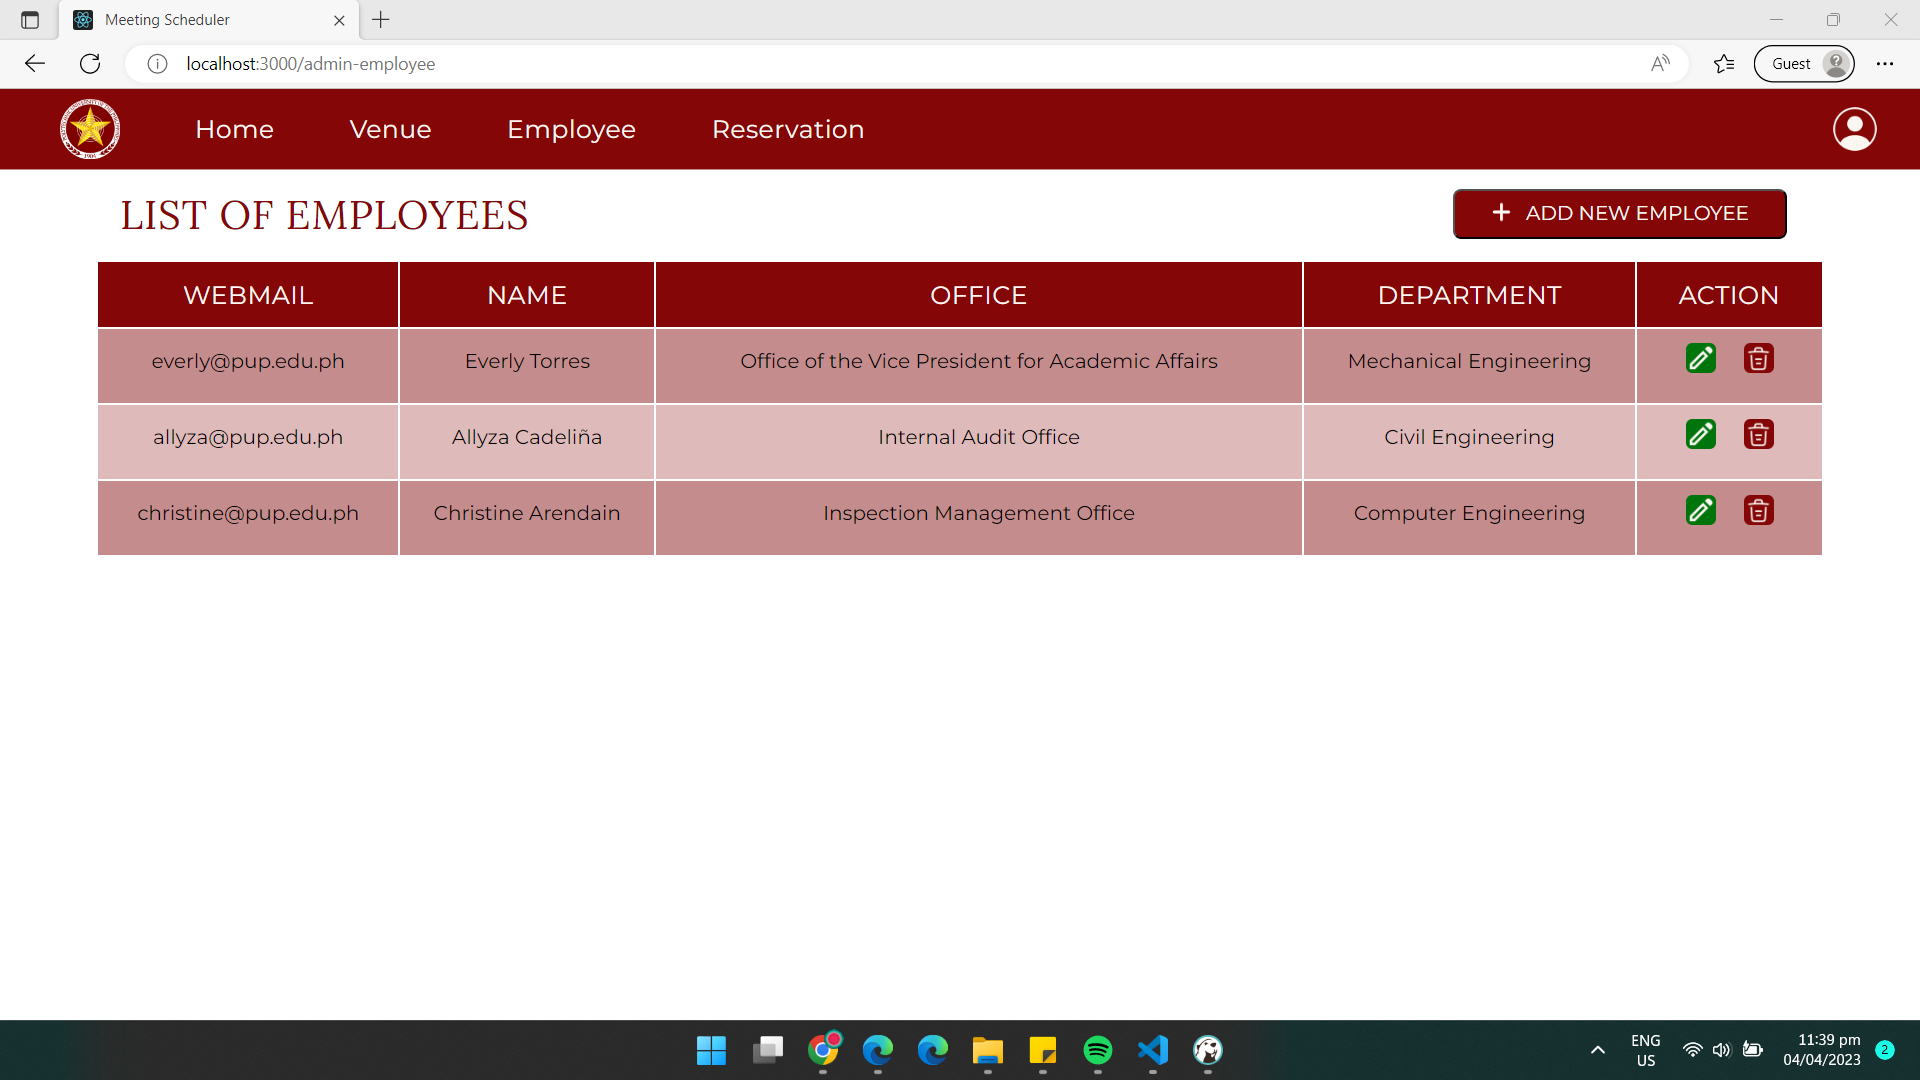 Meeting Scheduler
localhost:3000/admin-employee
Guest
Home Venue Employee Reservation
LIST OF EMPLOYEES
+ ADD NEW EMPLOYEE
WEBMAIL NAME OFFICE DEPARTMENT ACTION
everly@pup.edu.ph Everly Torres Office of the Vice President for Academic Affairs Mechanical Engineering
allyza@pup.edu.ph Allyza Cadeliña Internal Audit Office Civil Engineering
christine@pup.edu.ph Christine Arendain Inspection Management Office Computer Engineering
ENG
US
11:39 pm
04/04/2023
2